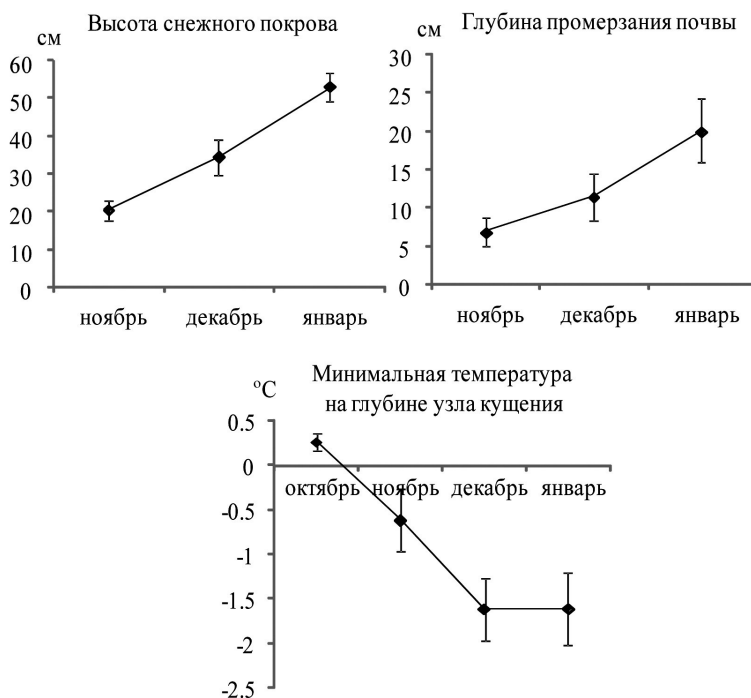 Высота снежного покрова
см
60
50
40
30
20
10
0
ноябрь декабрь январь
Глубина промерзания почвы
см
30
25
20
15
10
5
0
ноябрь декабрь январь
Минимальная температура
на глубине узла кущения
ºC
0.5
0
-0.5
-1
-1.5
-2
-2.5
октябрь ноябрь декабрь январь